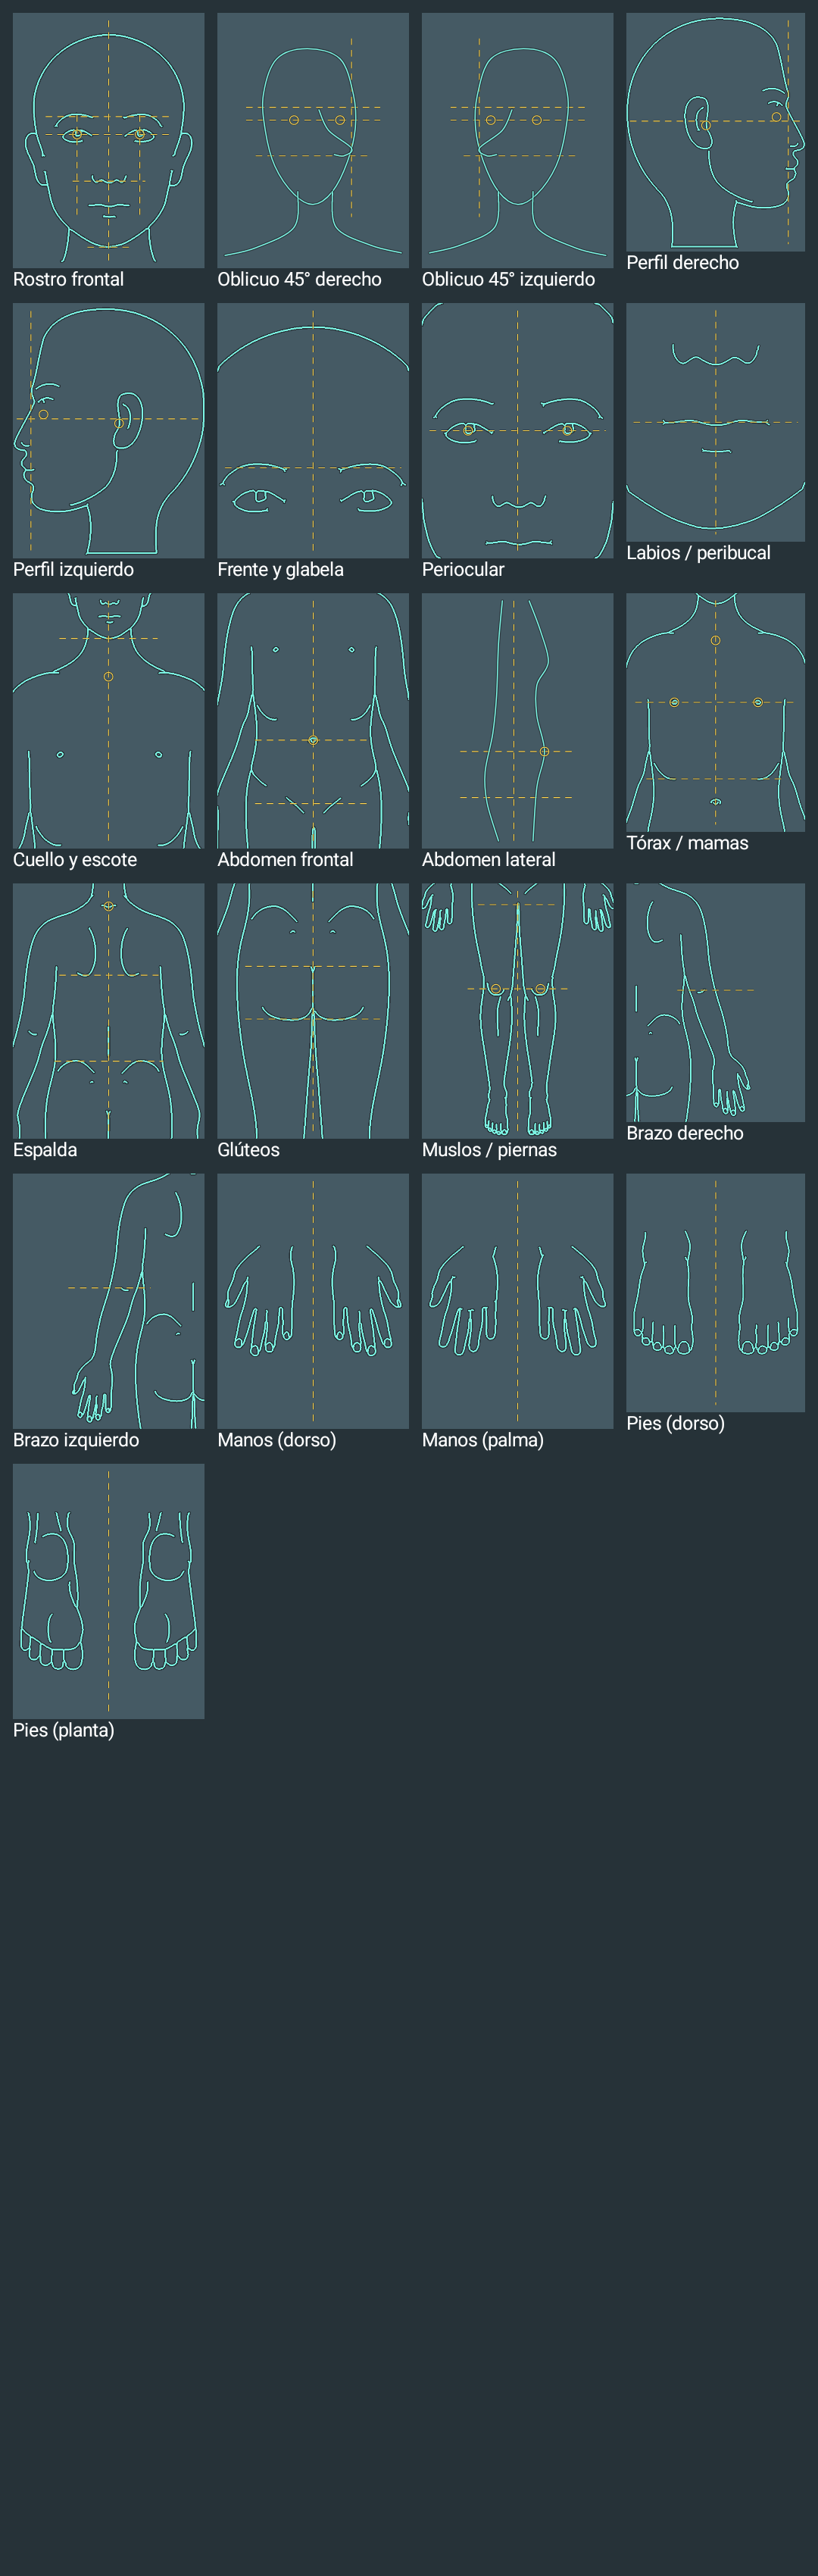 Rostro frontal
Oblicuo 45° derecho
Oblicuo 45° izquierdo
Perfil derecho
Perfil izquierdo
Frente y glabela
Periocular
Labios / peribucal
Cuello y escote
Abdomen frontal
Abdomen lateral
Tórax / mamas
Espalda
Glúteos
Muslos / piernas
Brazo derecho
Brazo izquierdo
Manos (dorso)
Manos (palma)
Pies (dorso)
Pies (planta)